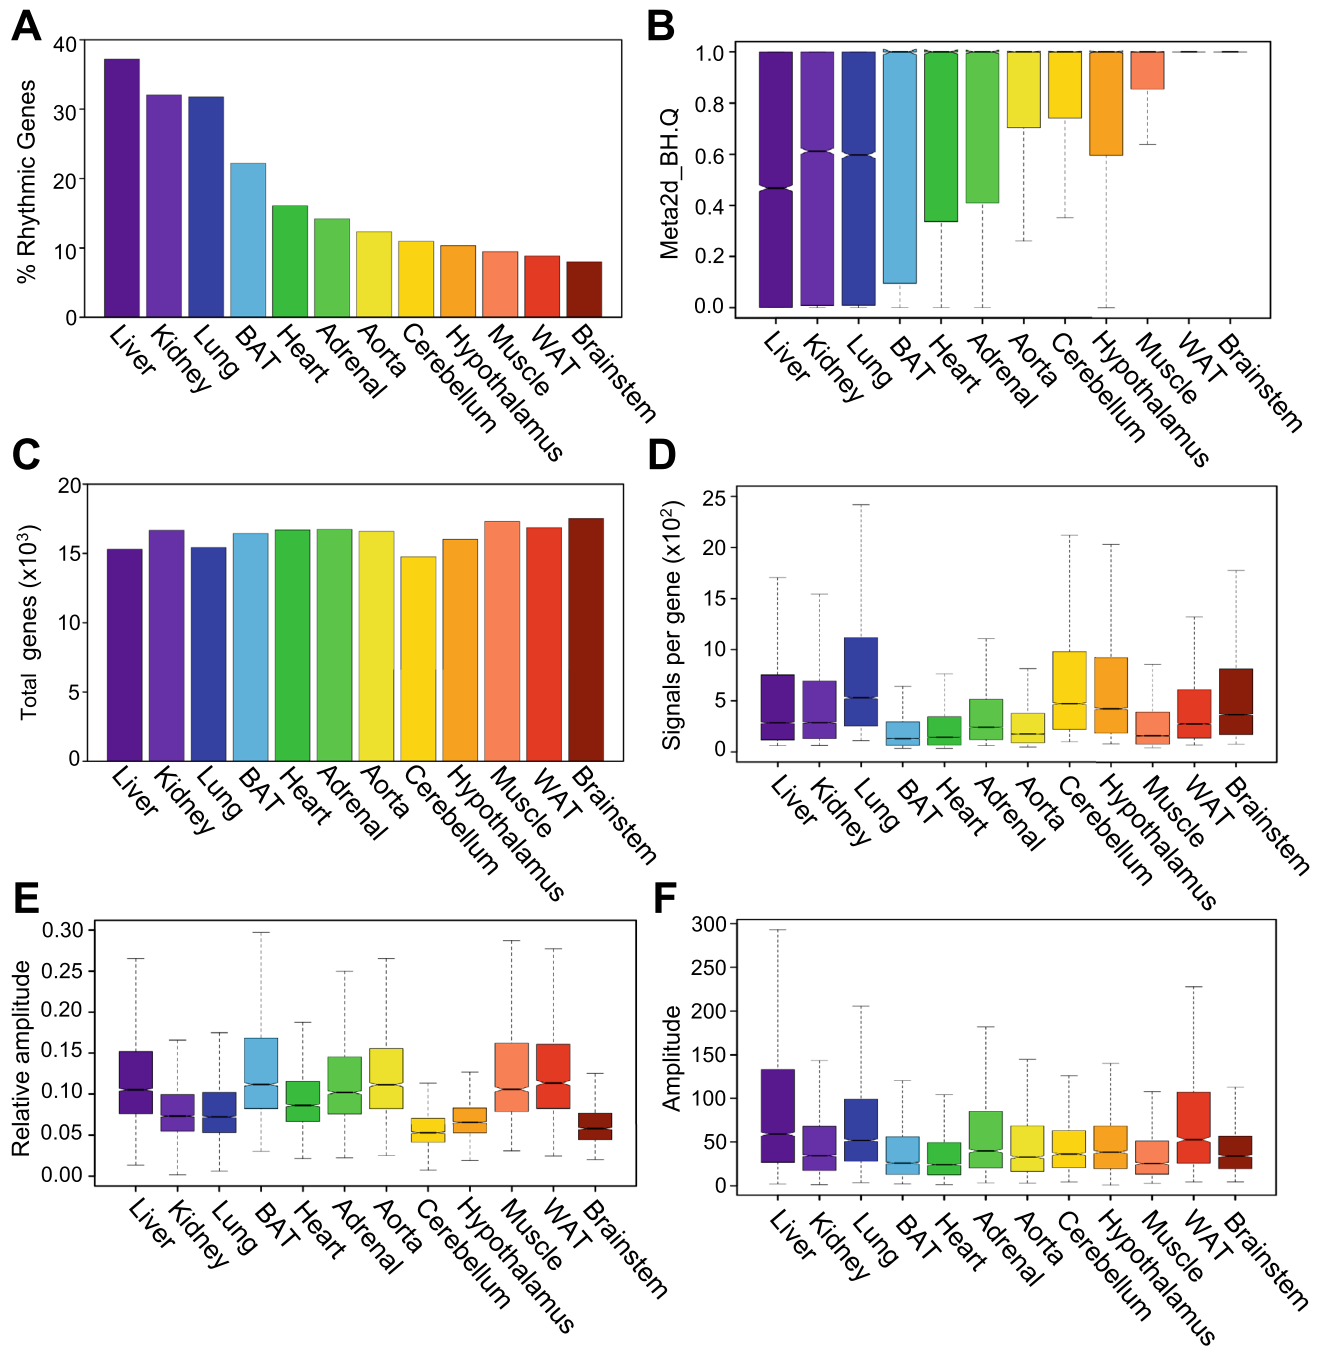 A
% Rhythmic Genes
40
30
20
10
0
Liver
Kidney
Lung
BAT
Heart
Adrenal
Aorta
Cerebellum
Hypothalamus
Muscle
WAT
Brainstem
B
Meta2d_BH.Q
1.0
0.8
0.6
0.4
0.2
0.0
Liver
Kidney
Lung
BAT
Heart
Adrenal
Aorta
Cerebellum
Hypothalamus
Muscle
WAT
Brainstem
C
Total genes (x10³)
20
15
10
5
0
Liver
Kidney
Lung
BAT
Heart
Adrenal
Aorta
Cerebellum
Hypothalamus
Muscle
WAT
Brainstem
D
Signals per gene (x10²)
25
20
15
10
5
0
Liver
Kidney
Lung
BAT
Heart
Adrenal
Aorta
Cerebellum
Hypothalamus
Muscle
WAT
Brainstem
E
Relative amplitude
0.30
0.25
0.20
0.15
0.10
0.05
0.00
Liver
Kidney
Lung
BAT
Heart
Adrenal
Aorta
Cerebellum
Hypothalamus
Muscle
WAT
Brainstem
F
Amplitude
300
250
200
150
100
50
0
Liver
Kidney
Lung
BAT
Heart
Adrenal
Aorta
Cerebellum
Hypothalamus
Muscle
WAT
Brainstem